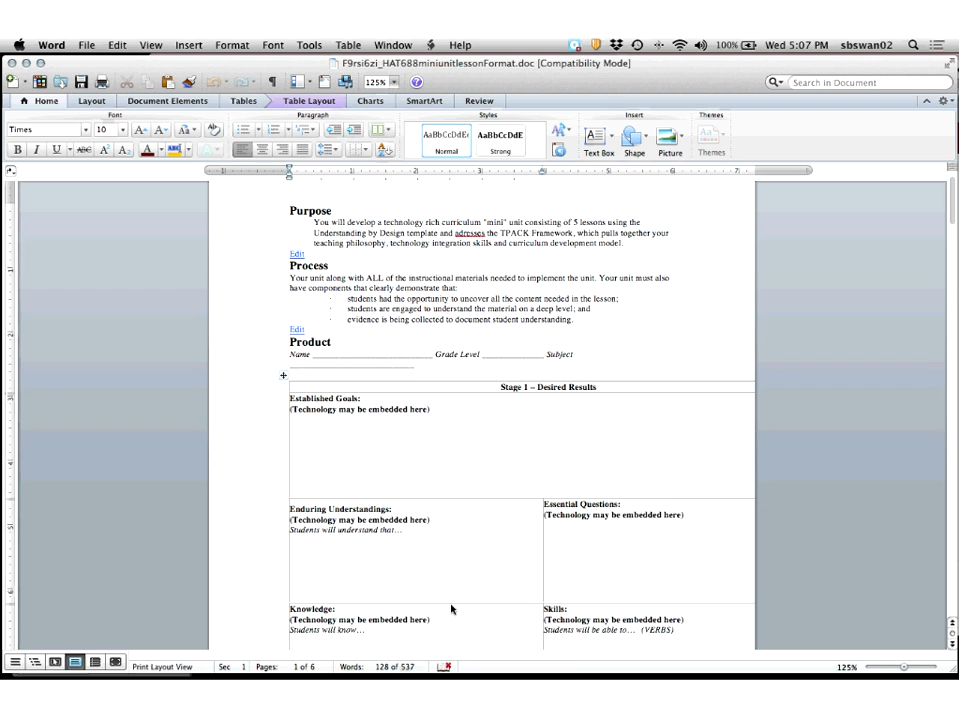 Word File Edit View Insert Format Font Tools Table Window Help 100% Wed 5:07 PM sbswan02
F9rsi6zi_HAT688miniunitlessonFormat.doc [Compatibility Mode]
125% Search in Document
Home Layout Document Elements Tables Table Layout Charts SmartArt Review
Font Paragraph Styles Insert Themes
Times 10 AaBbCcDdEe AaBbCcDdE
B I U ABC Normal Strong Text Box Shape Picture Themes
Purpose
You will develop a technology rich curriculum "mini" unit consisting of 5 lessons using the
Understanding by Design template and adresses the TPACK Framework, which pulls together your
teaching philosophy, technology integration skills and curriculum development model.
Edit
Process
Your unit along with ALL of the instructional materials needed to implement the unit. Your unit must also
have components that clearly demonstrate that:
· students had the opportunity to uncover all the content needed in the lesson;
· students are engaged to understand the material on a deep level; and
· evidence is being collected to document student understanding.
Edit
Product
Name ____________________________ Grade Level ______________ Subject
____________________________
Stage 1 – Desired Results
Established Goals:
(Technology may be embedded here)
Enduring Understandings:
(Technology may be embedded here)
Students will understand that…
Essential Questions:
(Technology may be embedded here)
Knowledge:
(Technology may be embedded here)
Students will know…
Skills:
(Technology may be embedded here)
Students will be able to… (VERBS)
Print Layout View Sec 1 Pages: 1 of 6 Words: 128 of 537 125%